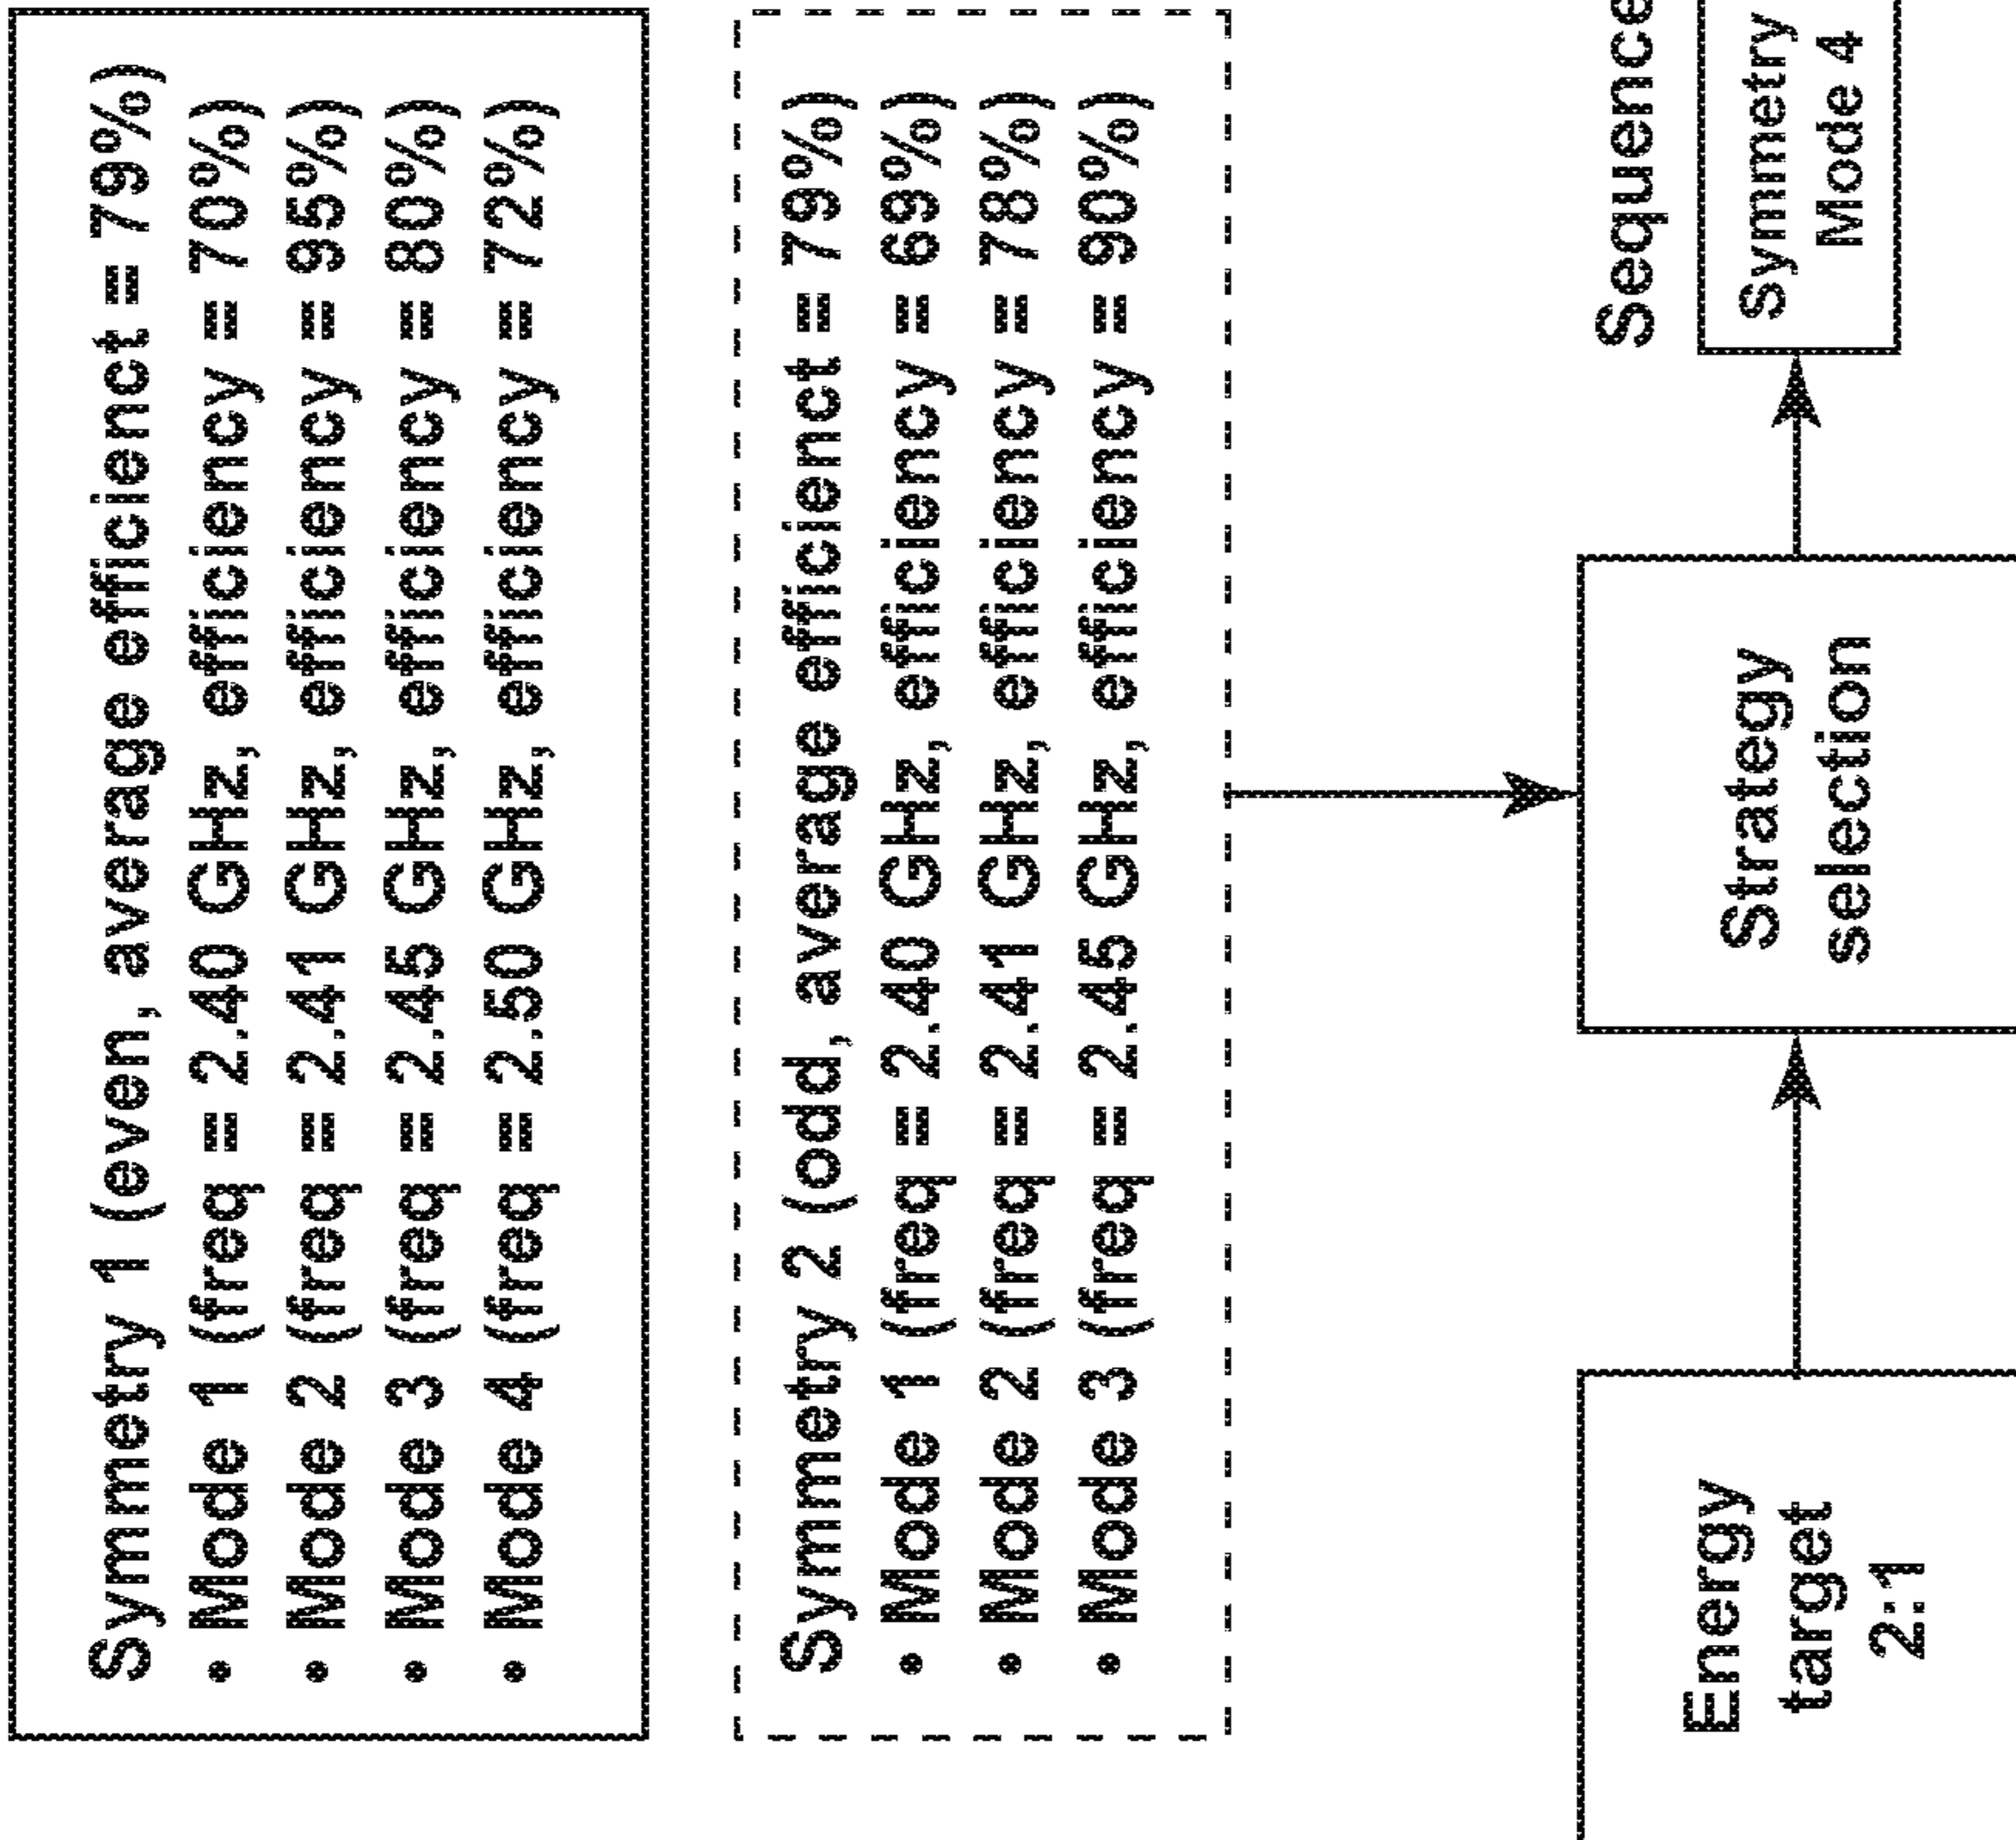 Symmetry 1 (even, average efficienct = 79%)
• Mode 1 (freq = 2.40 GHz, efficiency = 70%)
• Mode 2 (freq = 2.41 GHz, efficiency = 95%)
• Mode 3 (freq = 2.45 GHz, efficiency = 80%)
• Mode 4 (freq = 2.50 GHz, efficiency = 72%)
Symmetry 2 (odd, average efficienct = 79%)
• Mode 1 (freq = 2.40 GHz, efficiency = 69%)
• Mode 2 (freq = 2.41 GHz, efficiency = 78%)
• Mode 3 (freq = 2.45 GHz, efficiency = 90%)
Energy
target
2:1
Strategy
selection
Sequence
Symmetry
Mode 4